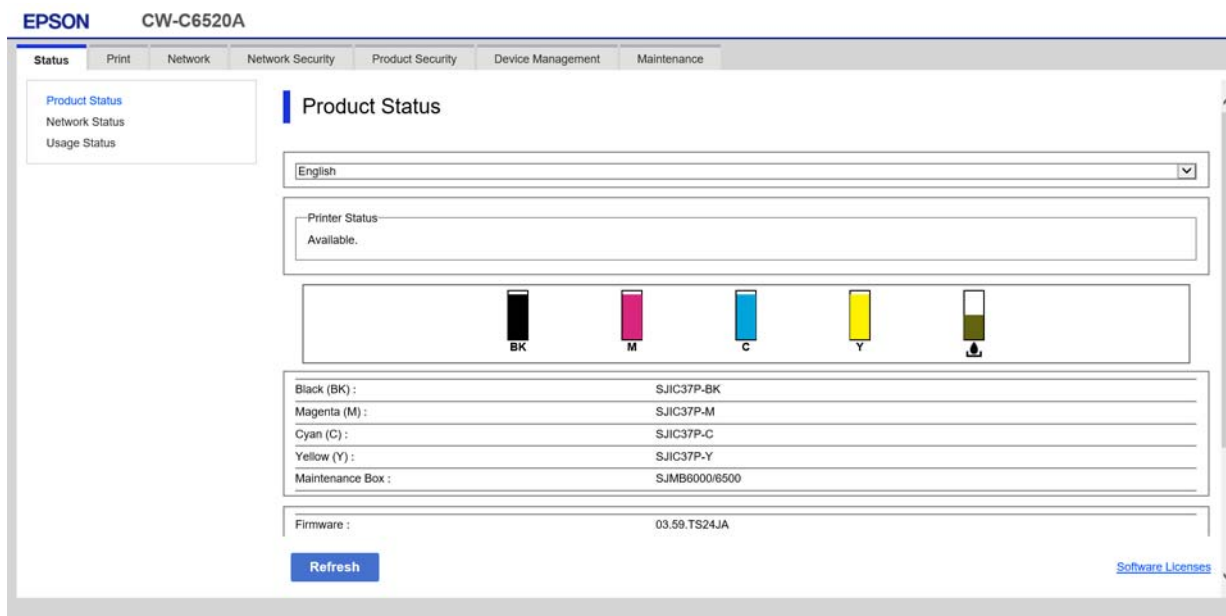 EPSON CW-C6520A
Status Print Network Network Security Product Security Device Management Maintenance
Product Status
Network Status
Usage Status
Product Status
English
Printer Status
Available.
BK M C Y
Black (BK) : SJIC37P-BK
Magenta (M) : SJIC37P-M
Cyan (C) : SJIC37P-C
Yellow (Y) : SJIC37P-Y
Maintenance Box : SJMB6000/6500
Firmware : 03.59.TS24JA
Refresh Software Licenses